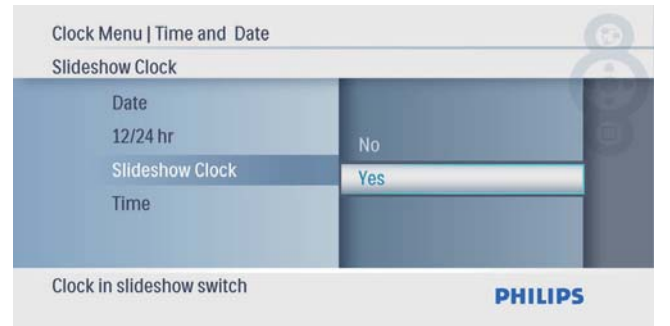 Clock Menu | Time and Date
Slideshow Clock
Date
12/24 hr
Slideshow Clock
Time
No
Yes
Clock in slideshow switch
PHILIPS